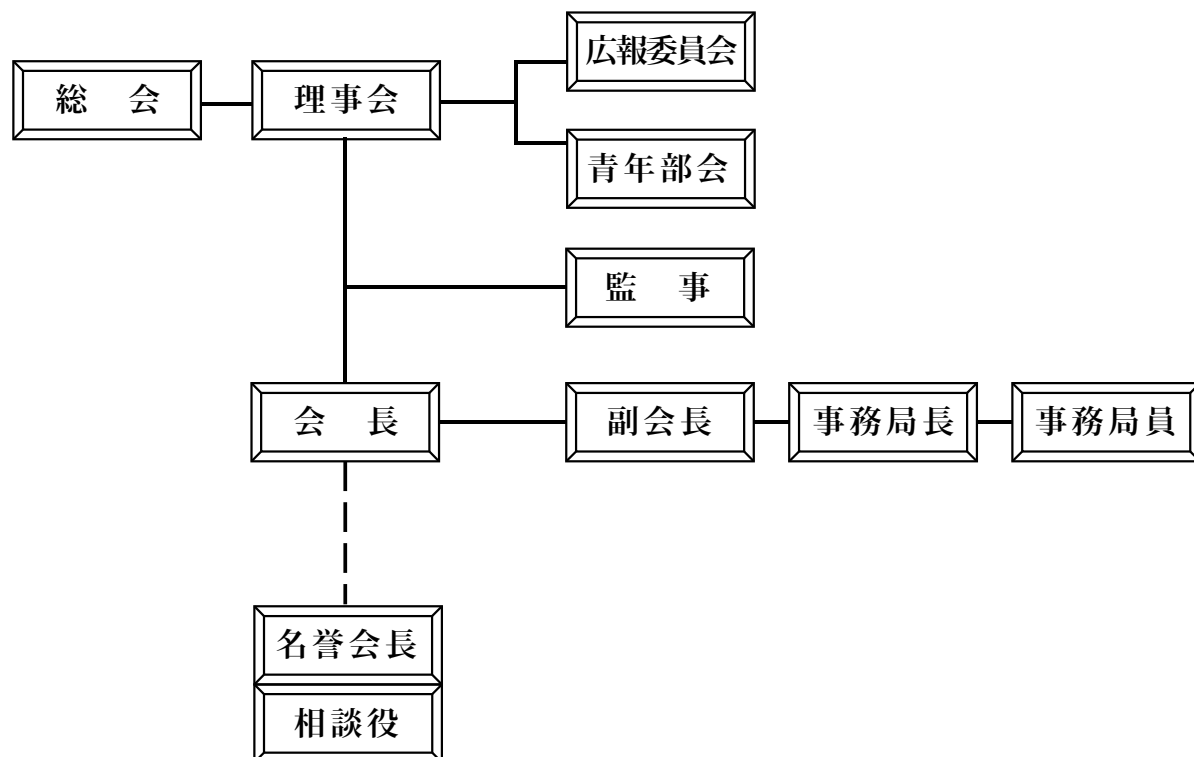 広報委員会
総　会
理事会
青年部会
監　事
会　長
副会長
事務局長
事務局員
名誉会長
相談役